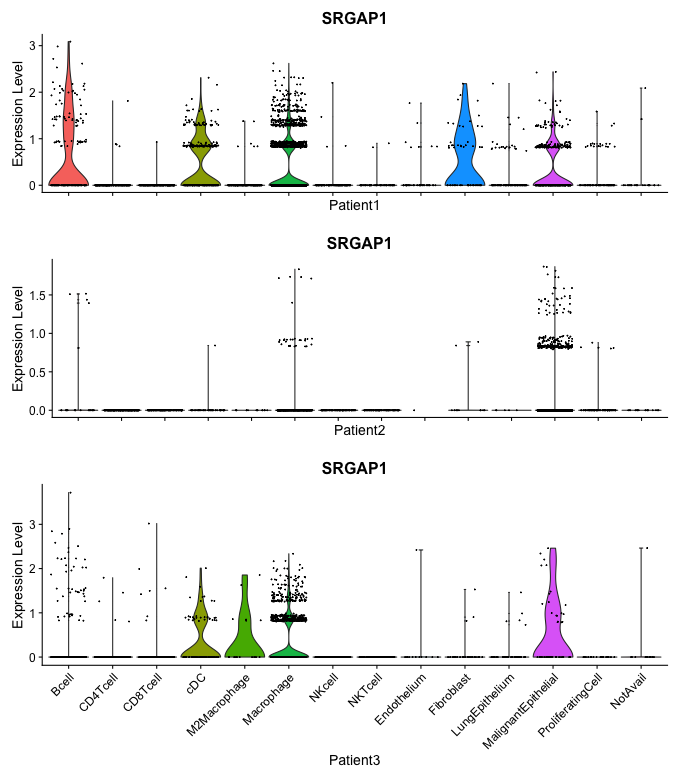 SRGAP1
Expression Level
3
2
1
0
Patient1
SRGAP1
Expression Level
1.5
1.0
0.5
0.0
Patient2
SRGAP1
Expression Level
3
2
1
0
Bcell
CD4Tcell
CD8Tcell
cDC
M2Macrophage
Macrophage
NKcell
NKTcell
Endothelium
Fibroblast
LungEpithelium
MalignantEpithelial
ProliferatingCell
NotAvail
Patient3